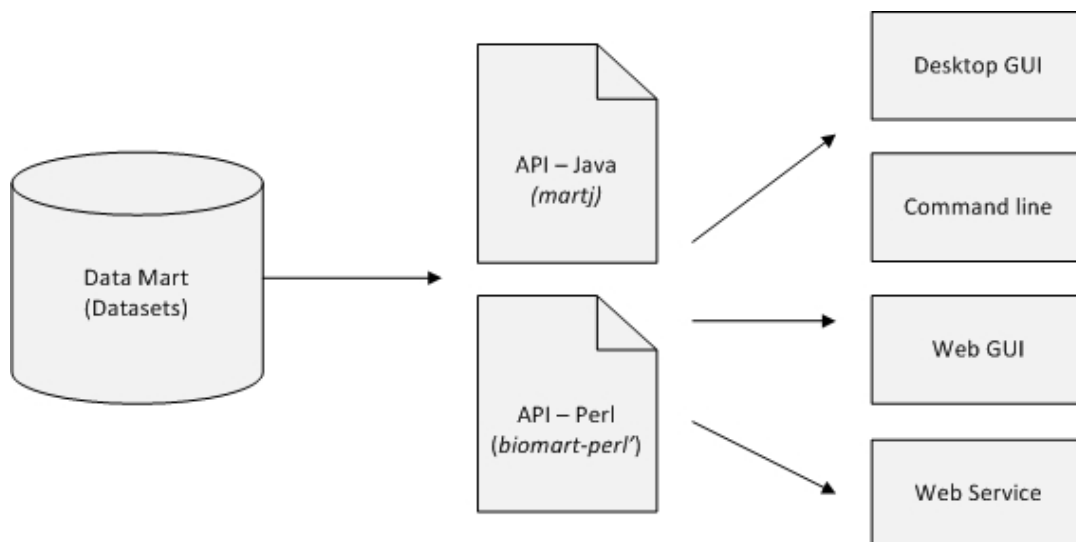 Data Mart
(Datasets)
API – Java
(martj)
API – Perl
(biomart-perl’)
Desktop GUI
Command line
Web GUI
Web Service